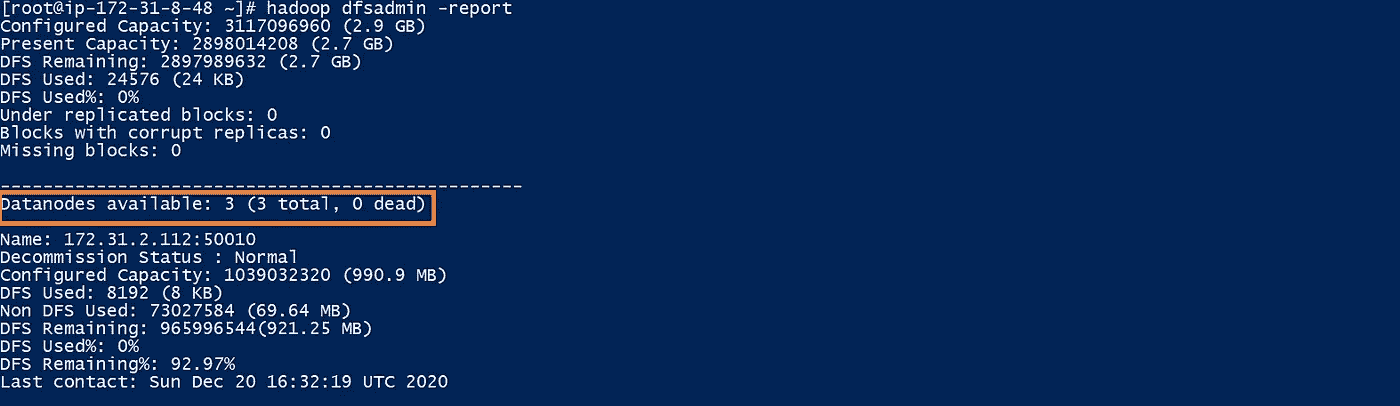 [root@ip-172-31-8-48 ~]# hadoop dfsadmin -report
Configured Capacity: 3117096960 (2.9 GB)
Present Capacity: 2898014208 (2.7 GB)
DFS Remaining: 2897989632 (2.7 GB)
DFS Used: 24576 (24 KB)
DFS Used%: 0%
Under replicated blocks: 0
Blocks with corrupt replicas: 0
Missing blocks: 0
-------------------------------------------------
Datanodes available: 3 (3 total, 0 dead)
Name: 172.31.2.112:50010
Decommission Status : Normal
Configured Capacity: 1039032320 (990.9 MB)
DFS Used: 8192 (8 KB)
Non DFS Used: 73027584 (69.64 MB)
DFS Remaining: 965996544(921.25 MB)
DFS Used%: 0%
DFS Remaining%: 92.97%
Last contact: Sun Dec 20 16:32:19 UTC 2020